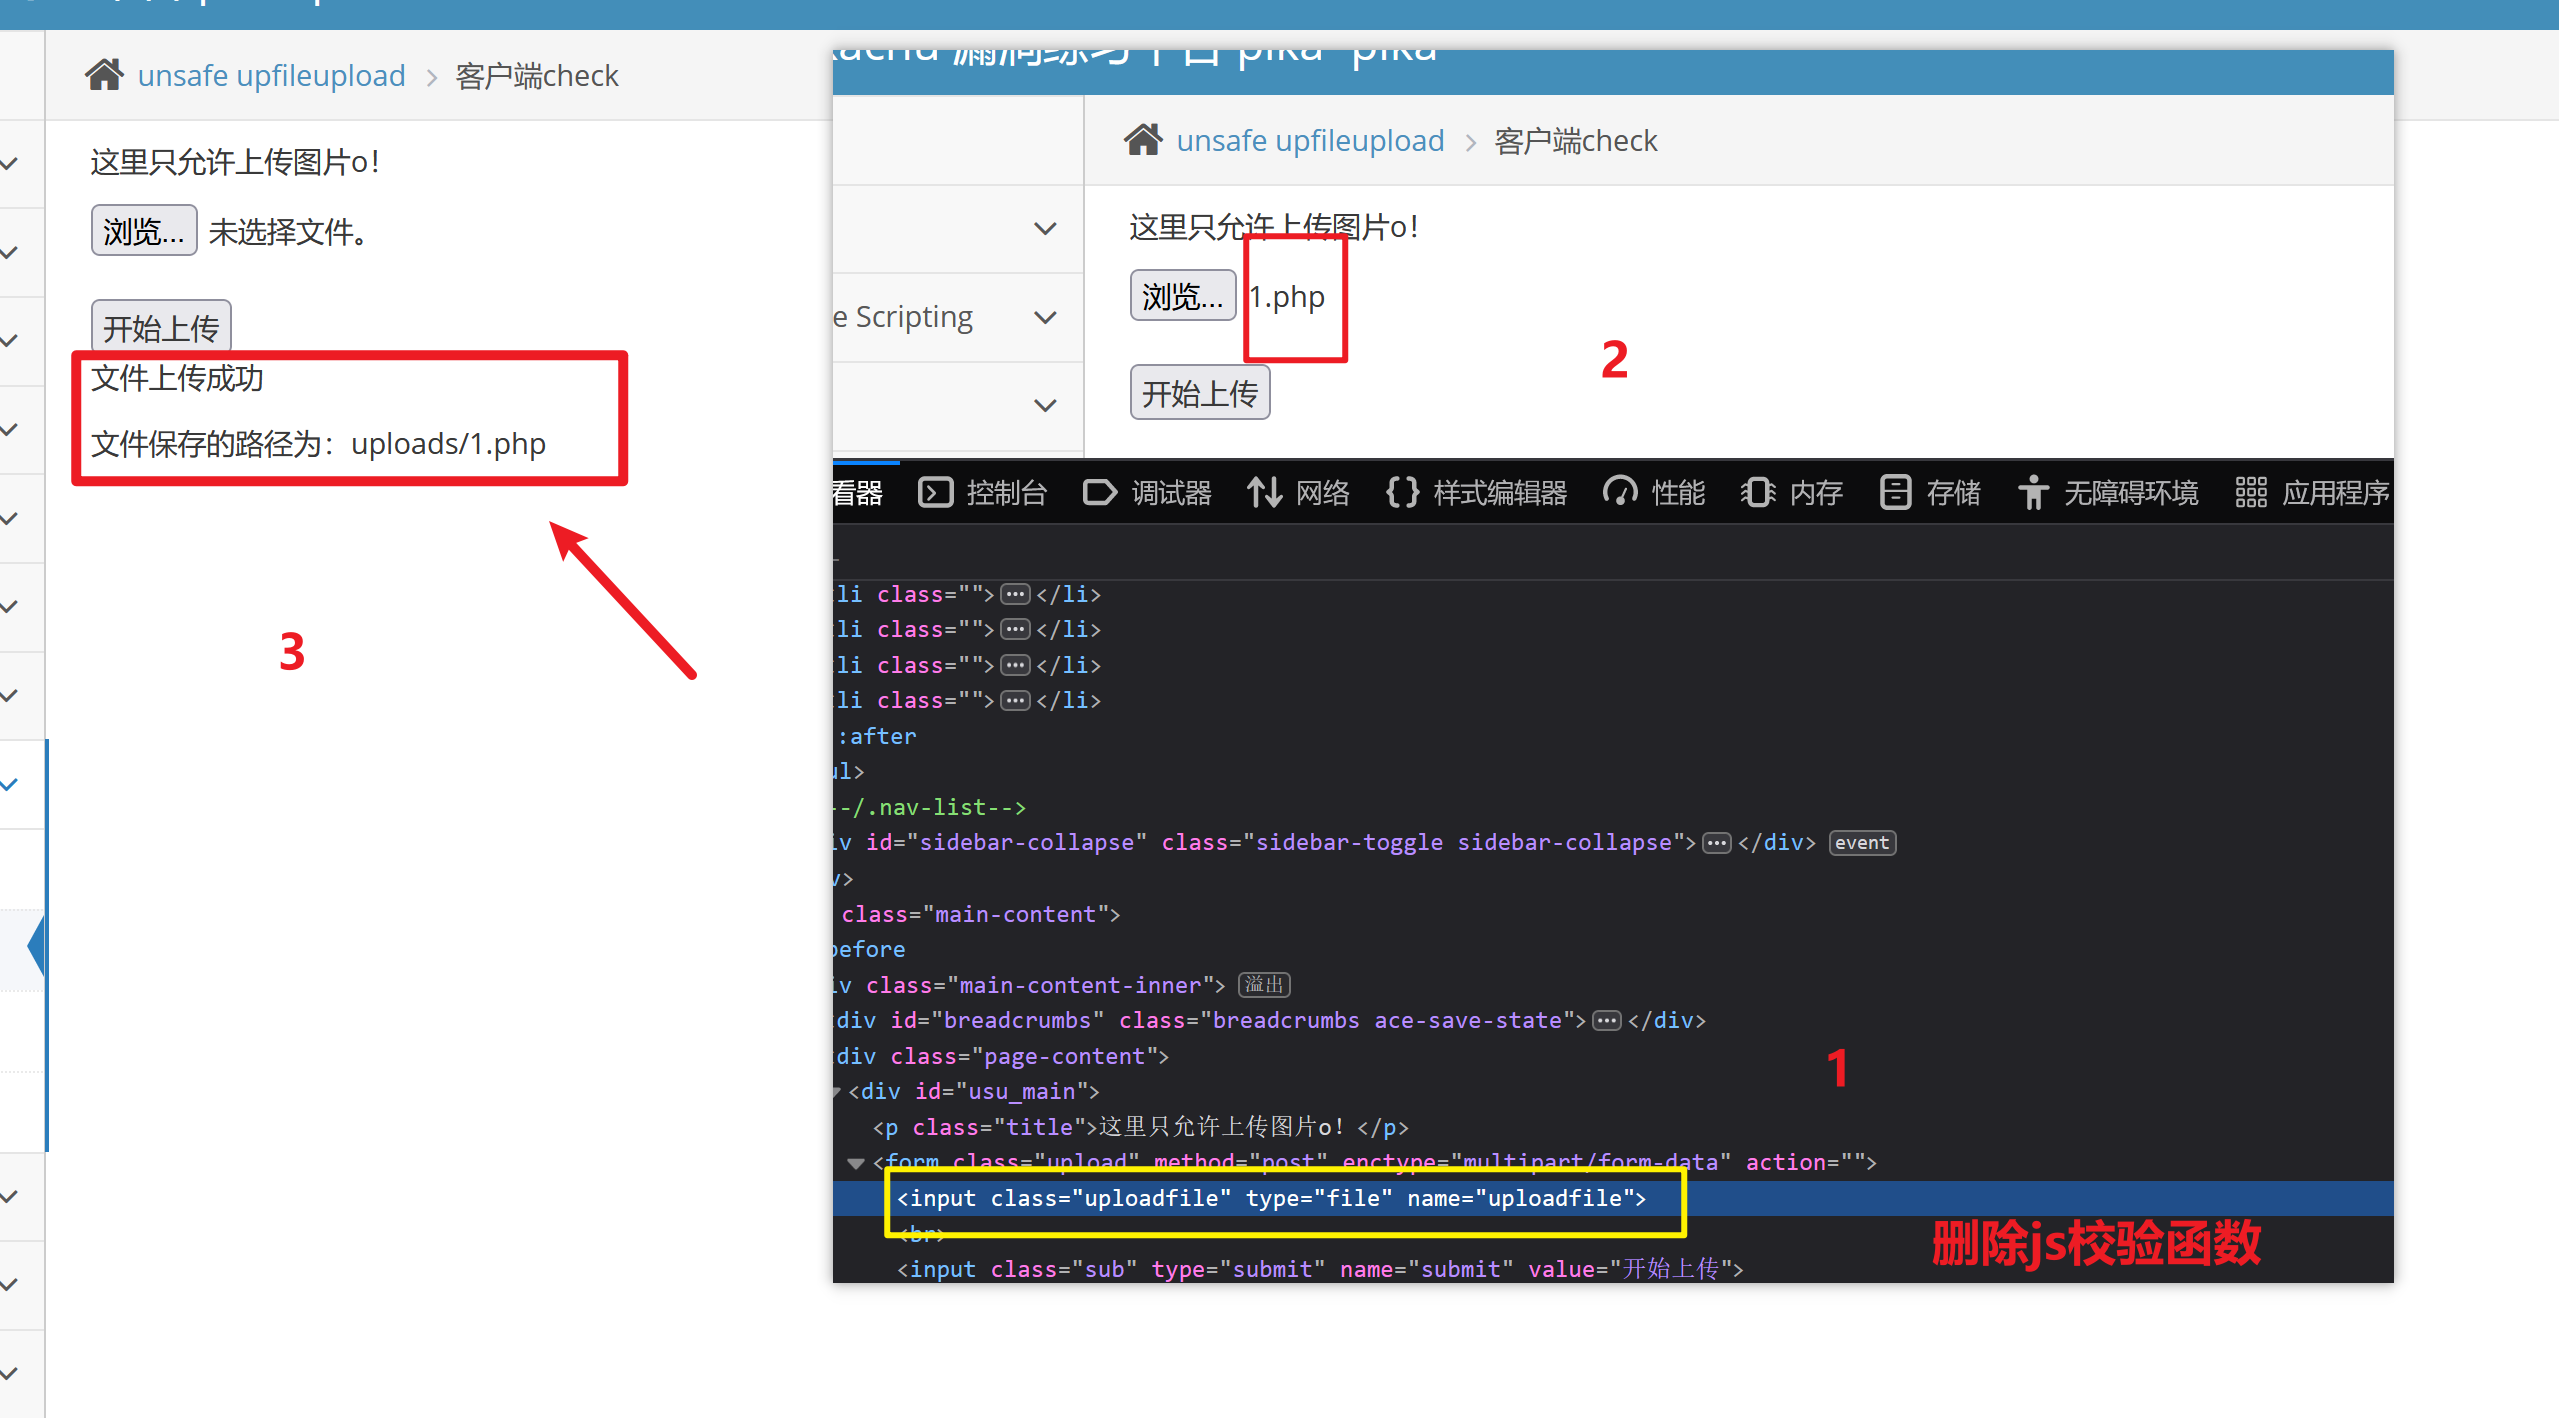 unsafe upfileupload > 客户端check
这里只允许上传图片o！
浏览... 未选择文件。
开始上传
文件上传成功
文件保存的路径为：uploads/1.php
3
漏洞练习平台 pika~pika~
unsafe upfileupload > 客户端check
这里只允许上传图片o！
浏览... 1.php
开始上传
e Scripting
2
看器 控制台 调试器 网络 样式编辑器 性能 内存 存储 无障碍环境 应用程序
li class="">···</li>
li class="">···</li>
li class="">···</li>
li class="">···</li>
:after
ul>
--/.nav-list-->
iv id="sidebar-collapse" class="sidebar-toggle sidebar-collapse">···</div> event
v>
class="main-content">
before
iv class="main-content-inner"> 溢出
div id="breadcrumbs" class="breadcrumbs ace-save-state">···</div>
div class="page-content">
1
<div id="usu_main">
<p class="title">这里只允许上传图片o！</p>
<form class="upload" method="post" enctype="multipart/form-data" action="">
<input class="uploadfile" type="file" name="uploadfile">
<br>
删除js校验函数
<input class="sub" type="submit" name="submit" value="开始上传">